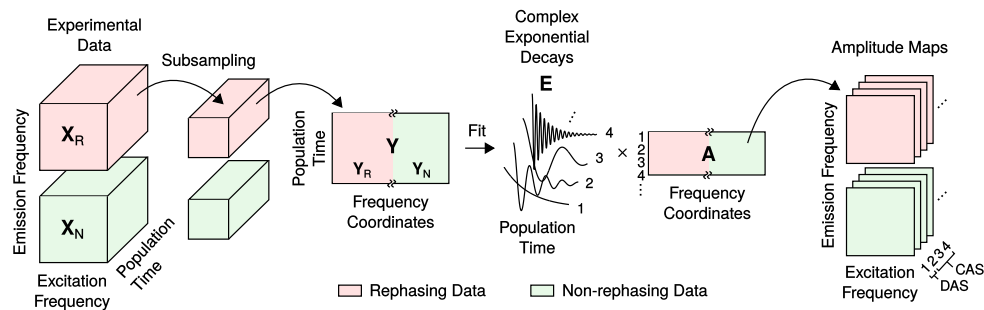 Experimental
Data
Subsampling
Emission Frequency
X_R
X_N
Excitation
Frequency
Population
Time
Population
Time
Y
Y_R
Y_N
Frequency
Coordinates
Fit
Complex
Exponential
Decays
E
4
3
2
1
Population
Time
×
1
2
3
4
A
Frequency
Coordinates
Amplitude Maps
Emission Frequency
Excitation
Frequency
1234
CAS
DAS
Rephasing Data
Non-rephasing Data